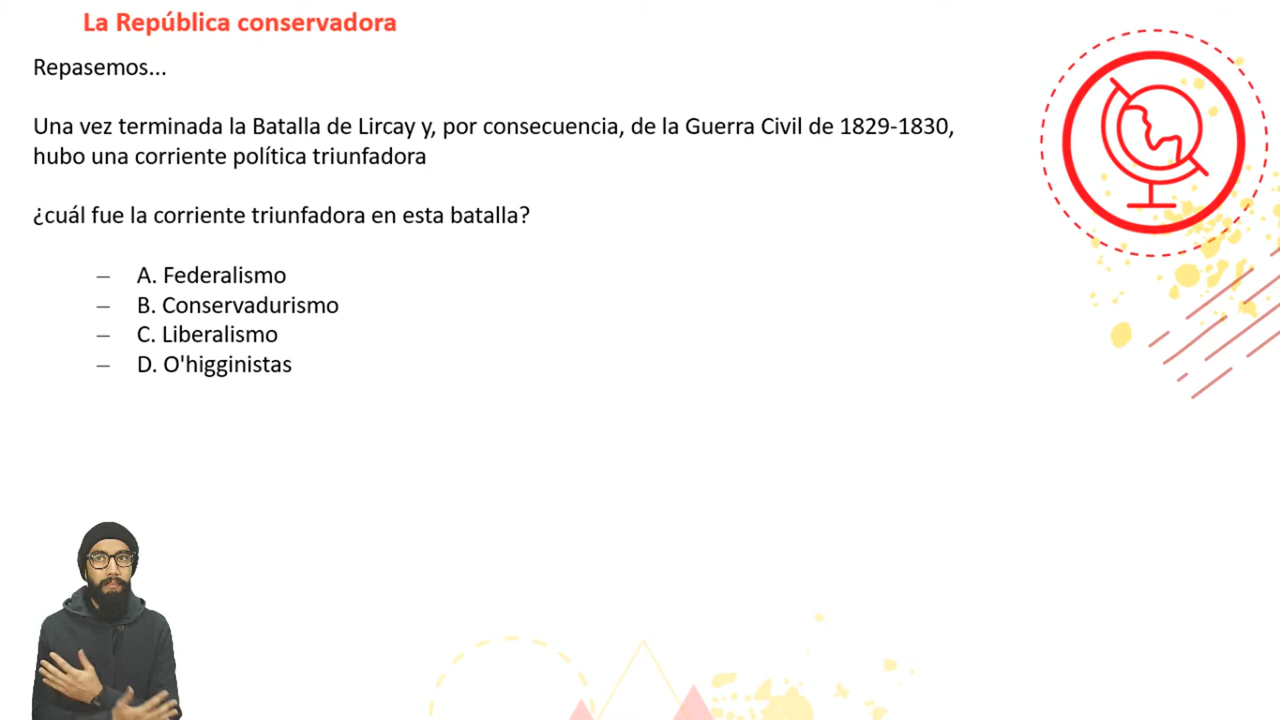 La República conservadora
Repasemos...
Una vez terminada la Batalla de Lircay y, por consecuencia, de la Guerra Civil de 1829-1830,
hubo una corriente política triunfadora
¿cuál fue la corriente triunfadora en esta batalla?
– A. Federalismo
– B. Conservadurismo
– C. Liberalismo
– D. O'higginistas